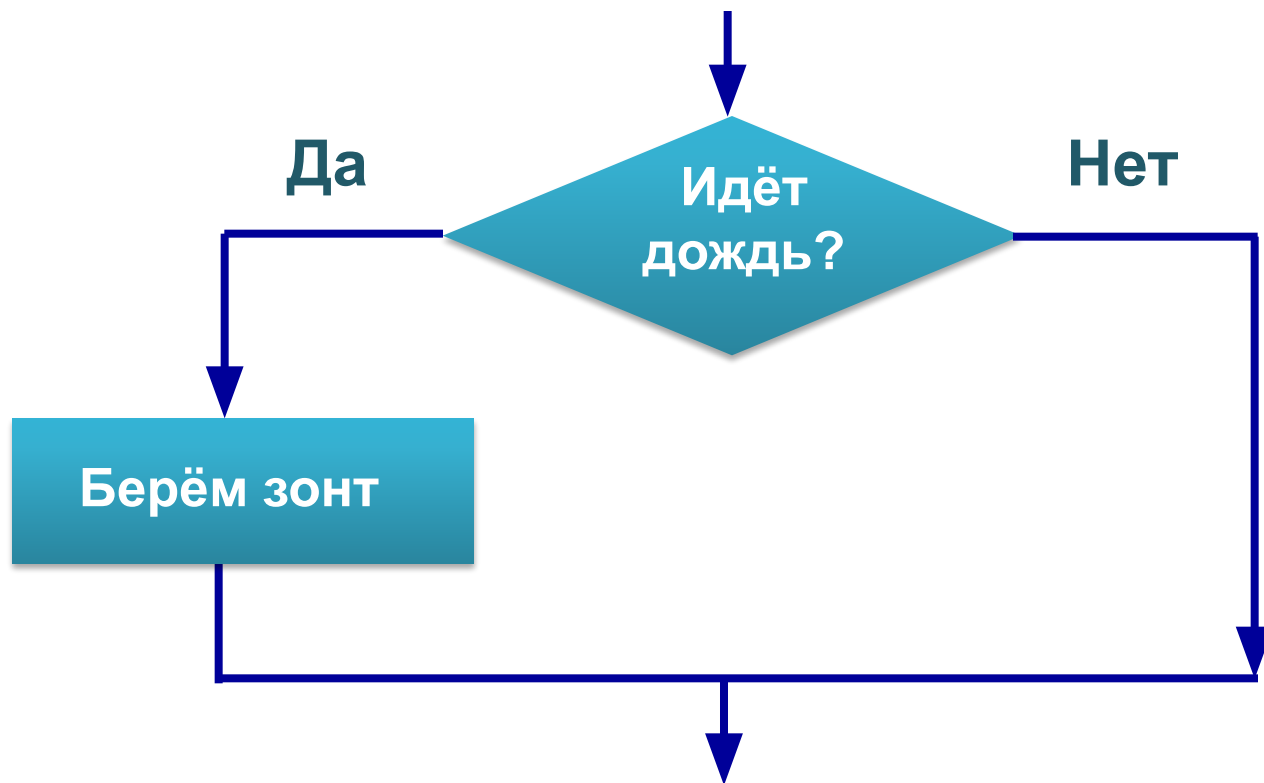 Да
Идёт
дождь?
Нет
Берём зонт